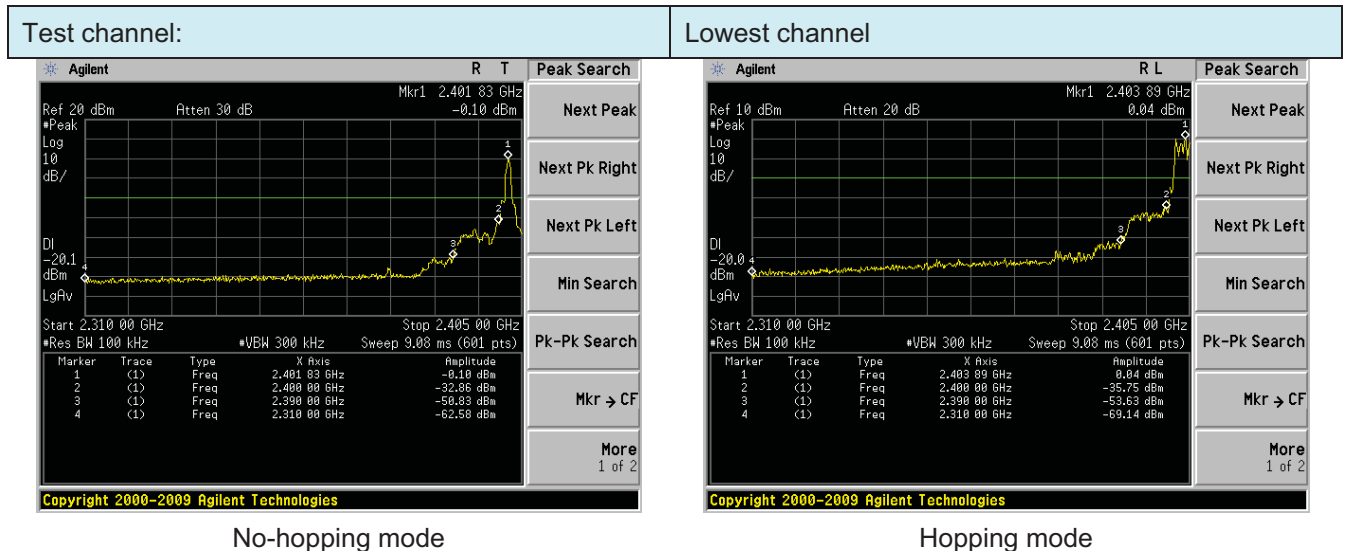 Test channel:
Lowest channel
Agilent
R T
Peak Search
Mkr1 2.401 83 GHz
Ref 20 dBm
Atten 30 dB
-0.10 dBm
#Peak
Log
10
dB/
1
2
3
4
DI
-20.1
dBm
LgAv
Start 2.310 00 GHz
Stop 2.405 00 GHz
#Res BW 100 kHz
#VBW 300 kHz
Sweep 9.08 ms (601 pts)
Marker Trace Type X Axis Amplitude
1 (1) Freq 2.401 83 GHz -0.10 dBm
2 (1) Freq 2.400 00 GHz -32.86 dBm
3 (1) Freq 2.390 00 GHz -50.83 dBm
4 (1) Freq 2.310 00 GHz -62.58 dBm
Next Peak
Next Pk Right
Next Pk Left
Min Search
Pk-Pk Search
Mkr → CF
More
1 of 2
Copyright 2000-2009 Agilent Technologies
No-hopping mode
Agilent
R L
Peak Search
Mkr1 2.403 89 GHz
Ref 10 dBm
Atten 20 dB
0.04 dBm
#Peak
Log
10
dB/
1
2
3
4
DI
-20.0
dBm
LgAv
Start 2.310 00 GHz
Stop 2.405 00 GHz
#Res BW 100 kHz
#VBW 300 kHz
Sweep 9.08 ms (601 pts)
Marker Trace Type X Axis Amplitude
1 (1) Freq 2.403 89 GHz 0.04 dBm
2 (1) Freq 2.400 00 GHz -35.75 dBm
3 (1) Freq 2.390 00 GHz -53.63 dBm
4 (1) Freq 2.310 00 GHz -69.14 dBm
Next Peak
Next Pk Right
Next Pk Left
Min Search
Pk-Pk Search
Mkr → CF
More
1 of 2
Copyright 2000-2009 Agilent Technologies
Hopping mode